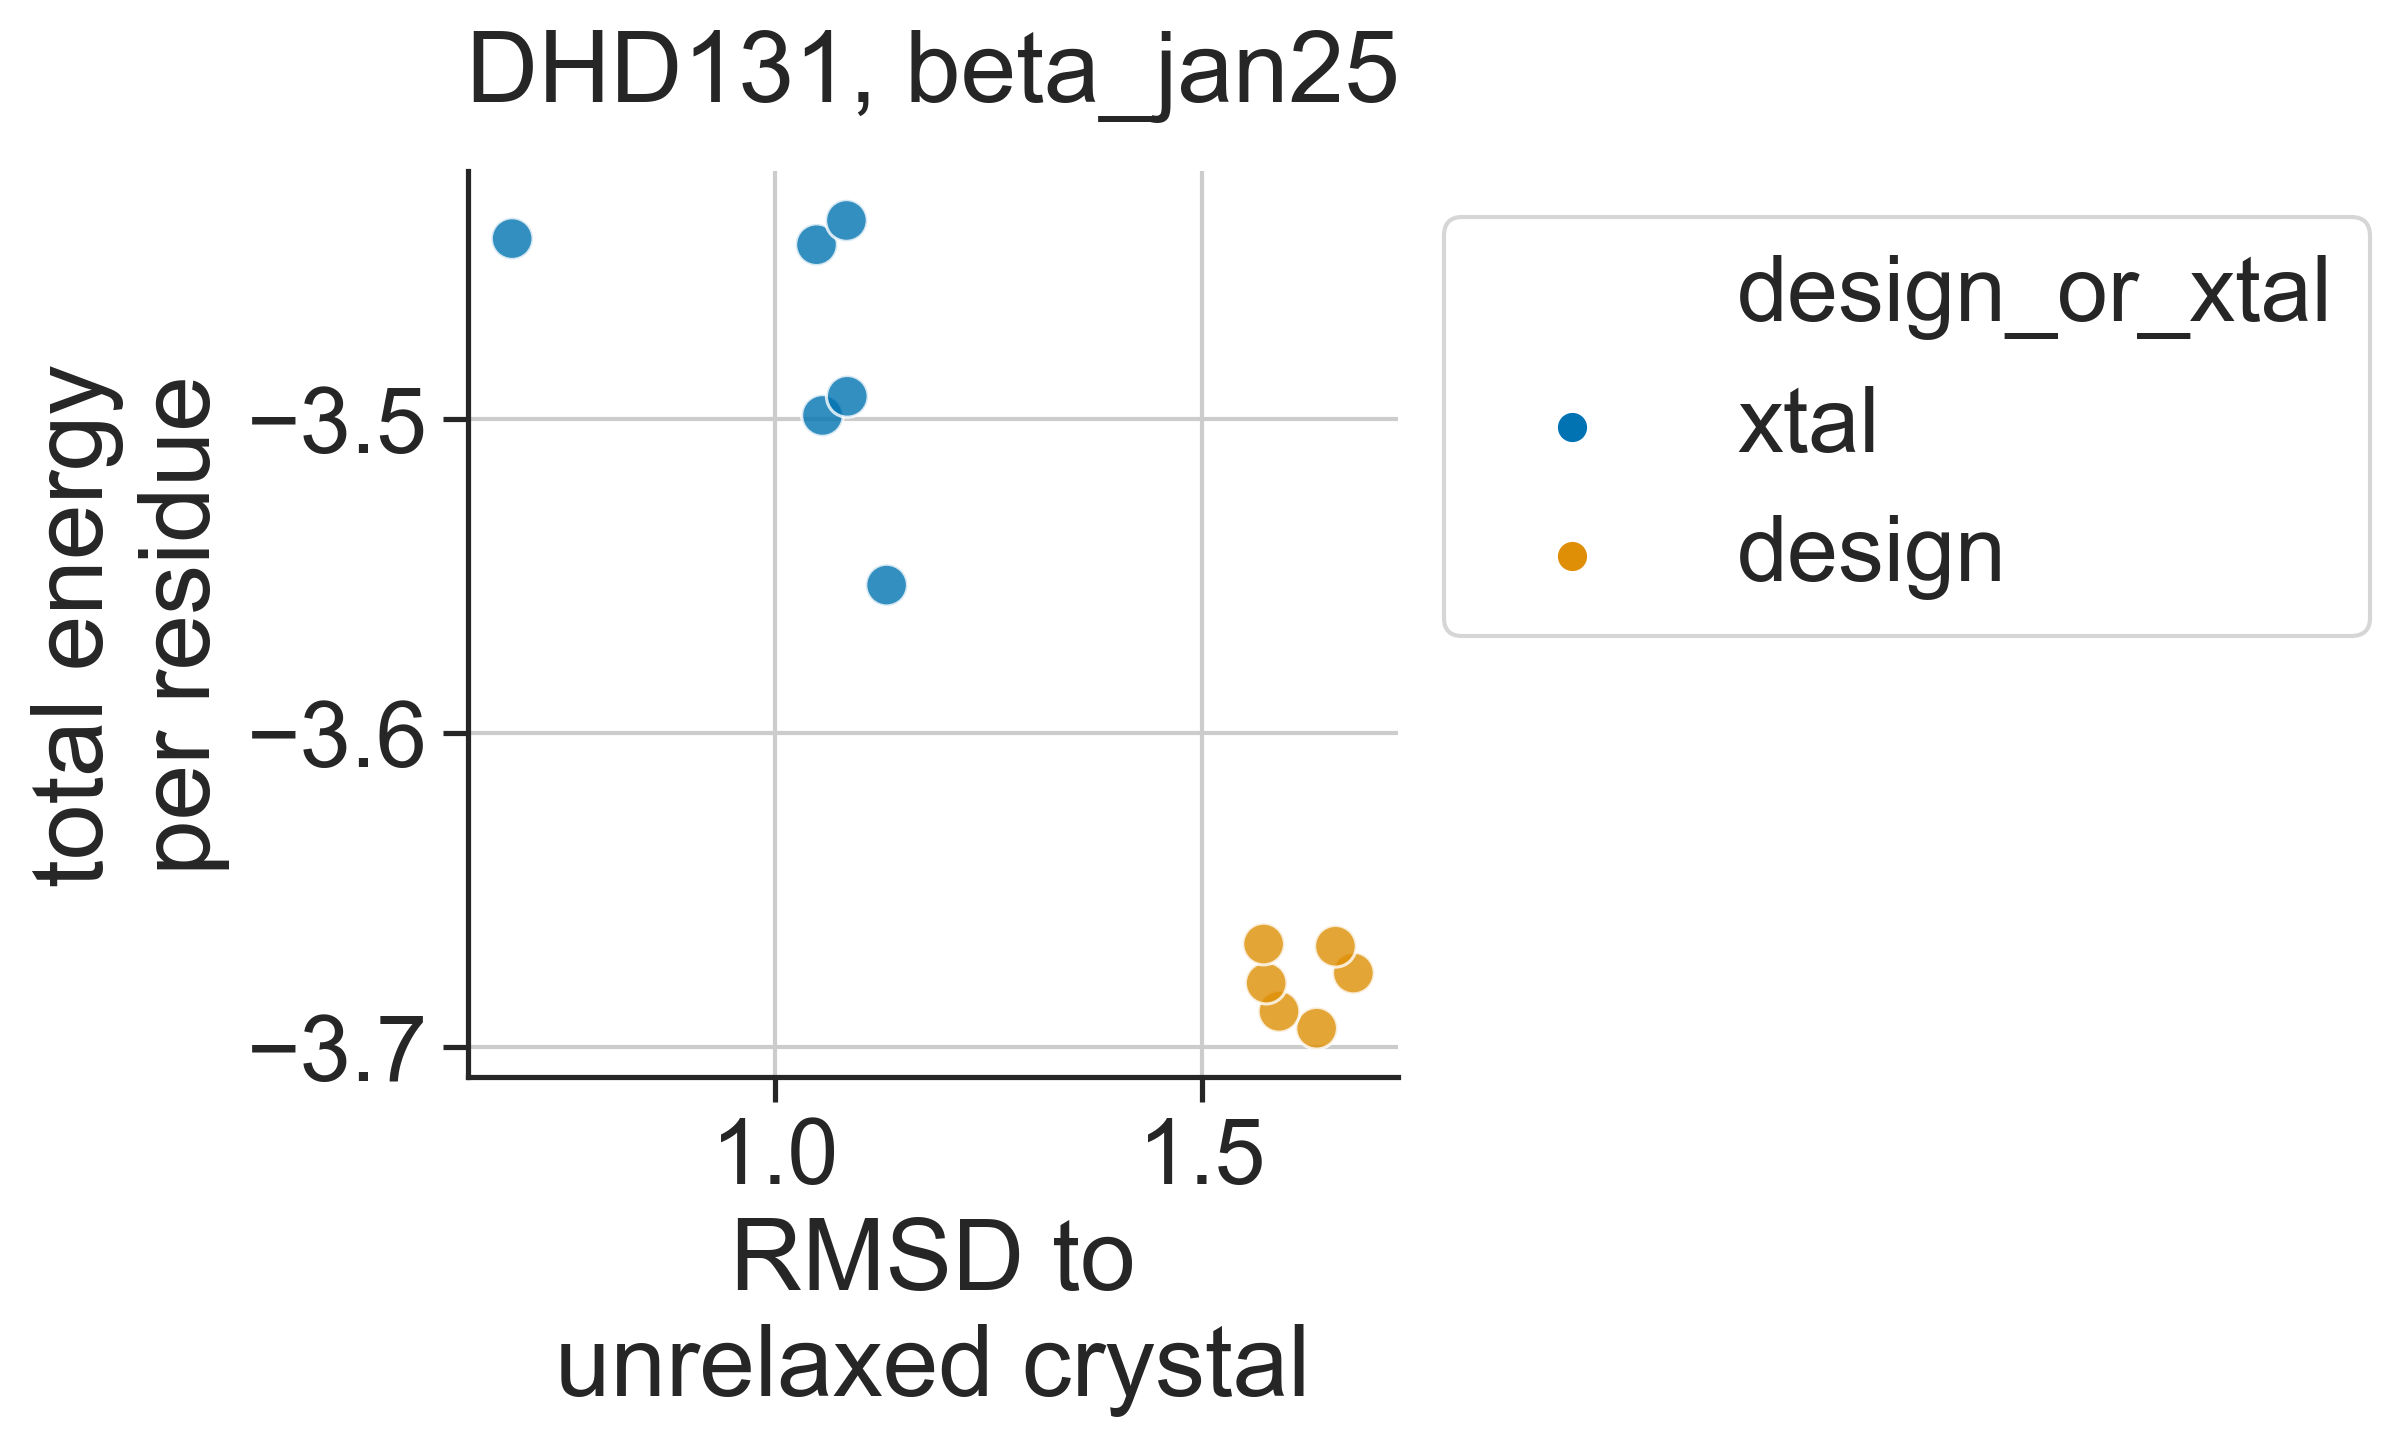 DHD131, beta_jan25
total energy
per residue
−3.5
−3.6
−3.7
1.0
1.5
RMSD to
unrelaxed crystal
design_or_xtal
xtal
design